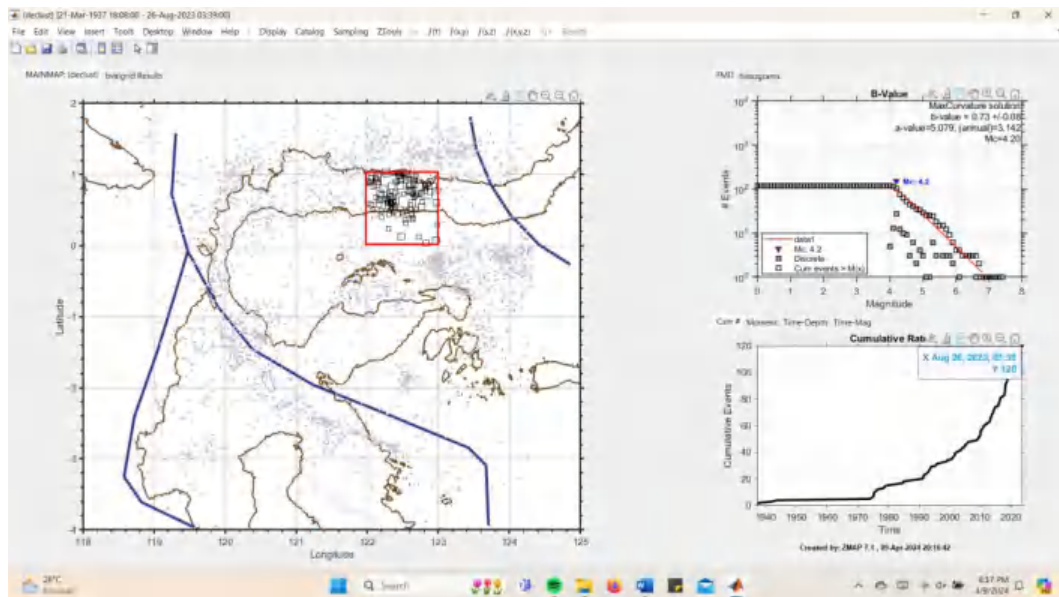 (declust) [21-Mar-1937 18:08:00 - 26-Aug-2023 03:39:00]
File Edit View Insert Tools Desktop Window Help Display Catalog Sampling ZTools
MAINMAP: (declust) bvalgrid Results
2
1
0
-1
-2
-3
-4
118 119 120 121 122 123 124 125
Latitude
Longitude
FMD Histograms
B-Value
MaxCurvature solution
b-value = 0.73 +/-0.08
a-value=5.079, (annual)=3.142
Mc=4.20
Mc: 4.2
# Events
data1
Mc: 4.2
Discrete
Cum events > M(x)
0 1 2 3 4 5 6 7 8
Magnitude
Cum # Moment Time-Depth Time-Mag
Cumulative Rate
X Aug 26, 2023, 03:39
Y 120
Cumulative Events
120
80
60
40
20
0
1940 1950 1960 1970 1980 1990 2000 2010 2020
Time
Created by: ZMAP 7.1 , 09-Apr-2024 20:16:42
28°C
Search
4/9/2024